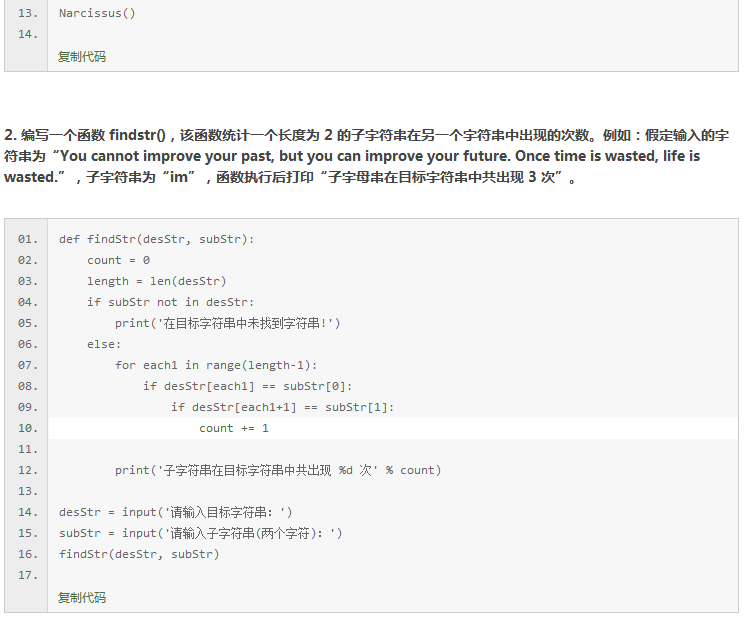 13. Narcissus()
14.
复制代码
2. 编写一个函数 findstr()，该函数统计一个长度为 2 的子字符串在另一个字符串中出现的次数。例如：假定输入的字
符串为“You cannot improve your past, but you can improve your future. Once time is wasted, life is
wasted.”，子字符串为“im”，函数执行后打印“子字母串在目标字符串中共出现 3 次”。
01. def findStr(desStr, subStr):
02.     count = 0
03.     length = len(desStr)
04.     if subStr not in desStr:
05.         print('在目标字符串中未找到字符串!')
06.     else:
07.         for each1 in range(length-1):
08.             if desStr[each1] == subStr[0]:
09.                 if desStr[each1+1] == subStr[1]:
10.                     count += 1
11.
12.         print('子字符串在目标字符串中共出现 %d 次' % count)
13.
14. desStr = input('请输入目标字符串：')
15. subStr = input('请输入子字符串(两个字符)：')
16. findStr(desStr, subStr)
17.
复制代码